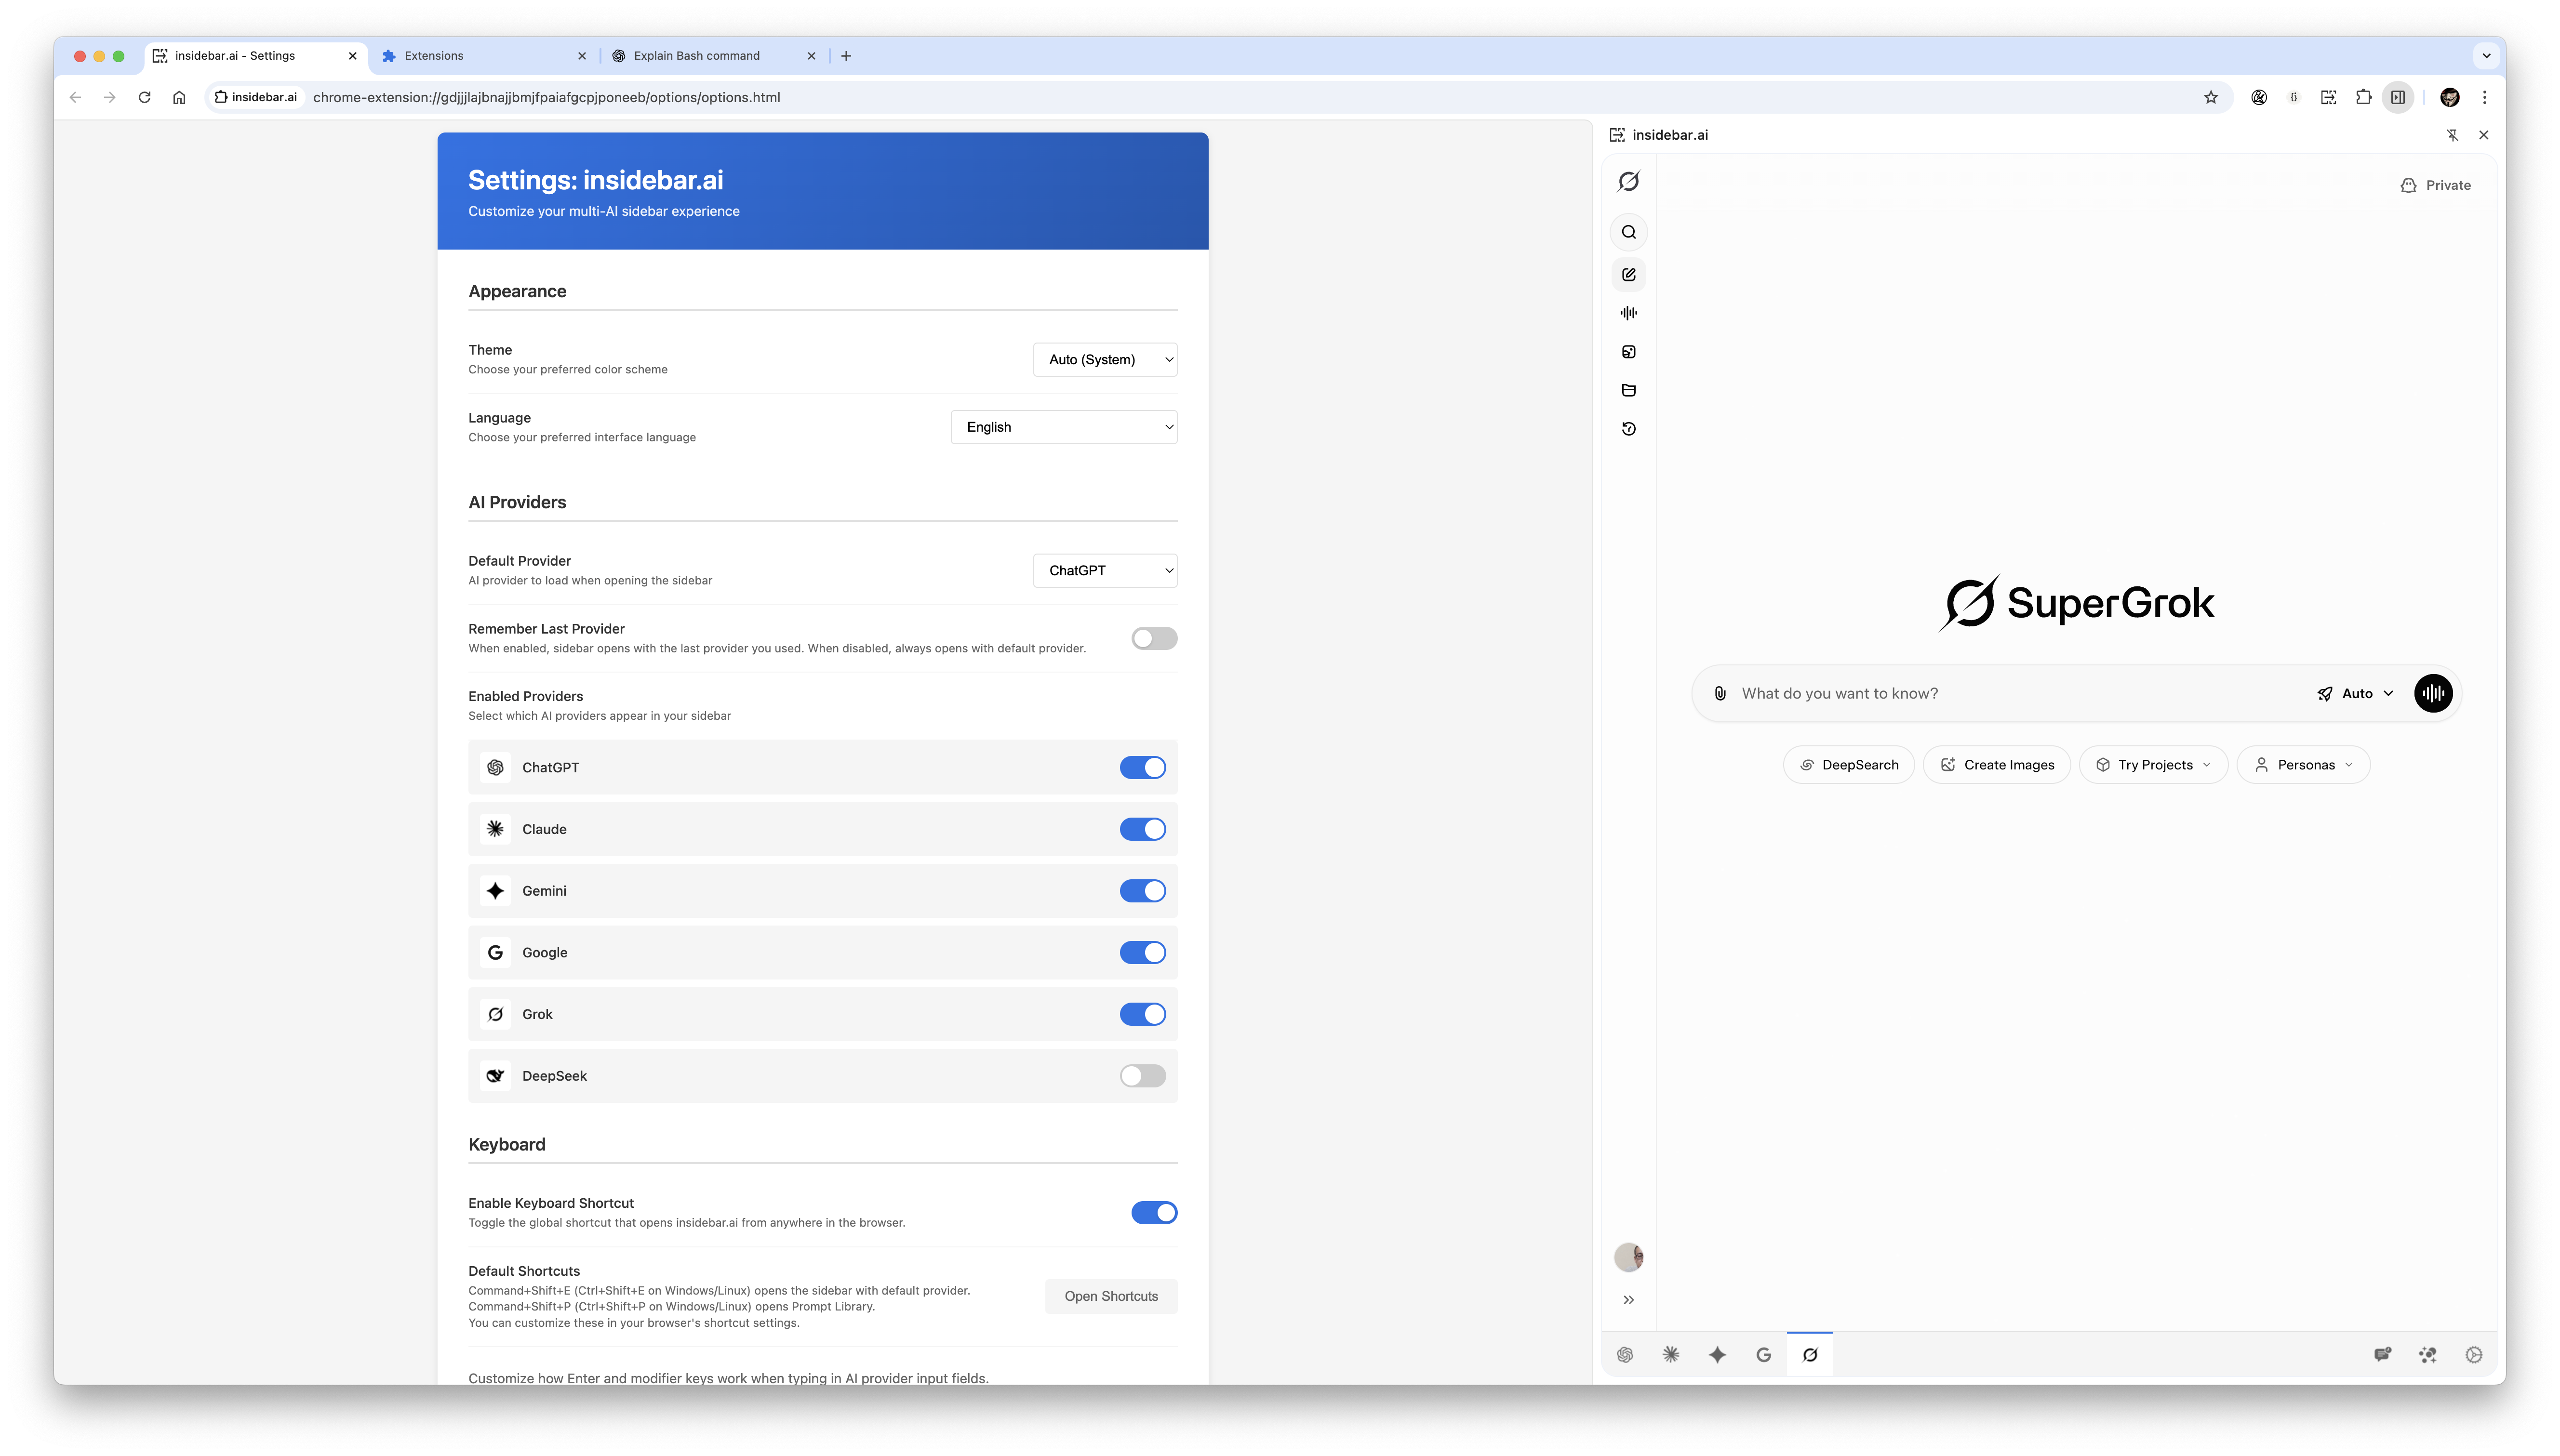 insidebar.ai - Settings
Extensions
Explain Bash command
insidebar.ai
chrome-extension://gdjjjlajbnajjbmjfpaiafgcpjponeeb/options/options.html
Settings: insidebar.ai
Customize your multi-AI sidebar experience
Appearance
Theme
Choose your preferred color scheme
Auto (System)
Language
Choose your preferred interface language
English
AI Providers
Default Provider
AI provider to load when opening the sidebar
ChatGPT
Remember Last Provider
When enabled, sidebar opens with the last provider you used. When disabled, always opens with default provider.
Enabled Providers
Select which AI providers appear in your sidebar
ChatGPT
Claude
Gemini
Google
Grok
DeepSeek
Keyboard
Enable Keyboard Shortcut
Toggle the global shortcut that opens insidebar.ai from anywhere in the browser.
Default Shortcuts
Command+Shift+E (Ctrl+Shift+E on Windows/Linux) opens the sidebar with default provider.
Command+Shift+P (Ctrl+Shift+P on Windows/Linux) opens Prompt Library.
You can customize these in your browser's shortcut settings.
Open Shortcuts
Customize how Enter and modifier keys work when typing in AI provider input fields.
insidebar.ai
Private
SuperGrok
What do you want to know?
Auto
DeepSearch
Create Images
Try Projects
Personas